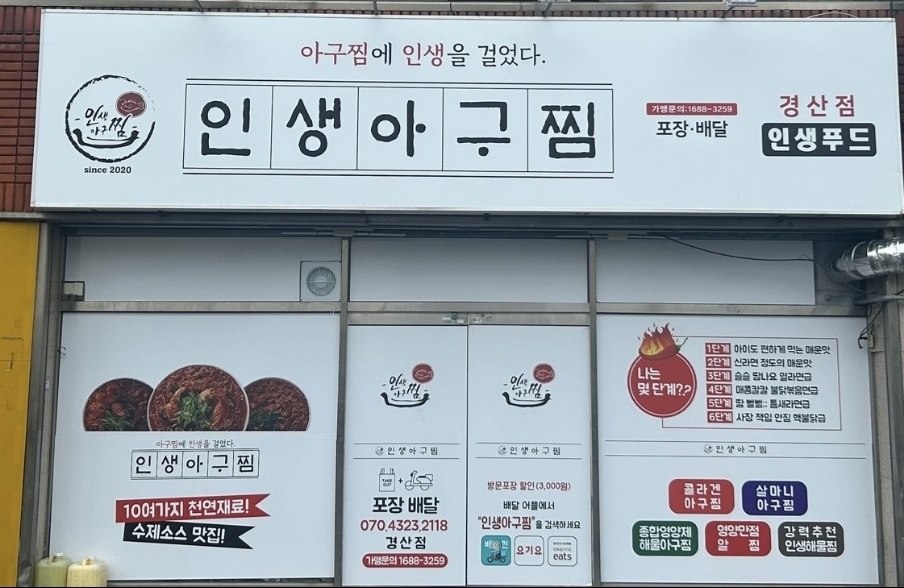 아구찜에 인생을 걸었다.
인생
아구찜
since 2020
인생아구찜
가맹문의:1688-3259
포장·배달
경산점
인생푸드
아구찜에 인생을 걸었다.
인생아구찜
10여가지 천연재료!
수제소스 맛집!
인생
아구찜
인생아구찜
TAKE OUT
포장 배달
070.4323.2118
경산점
가맹문의 1688-3259
인생
아구찜
인생아구찜
방문포장 할인(3,000원)
배달 어플에서
"인생아구찜"을 검색하세요
배민
요기요
eats
나는
몇 단계??
1단계 아이도 편하게 먹는 매운맛
2단계 신라면 정도의 매운맛
3단계 슬슬 땀나요 열라면급
4단계 매콤칼칼 불닭볶음면급
5단계 땀 뻘뻘;; 틈새라면급
6단계 사장 책임 안짐 핵불닭급
인생아구찜
콜라겐
아구찜
살마니
아구찜
종합영양제
해물아구찜
영양만점
알찜
강력추천
인생해물찜